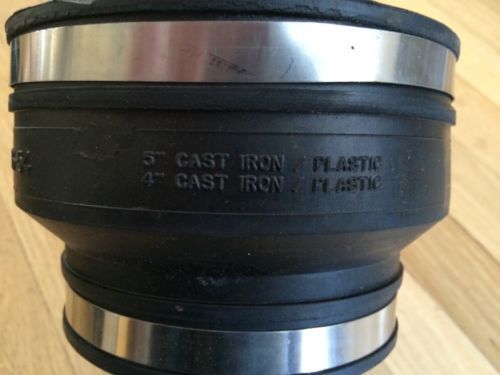 5" CAST IRON / PLASTIC
4" CAST IRON / PLASTIC